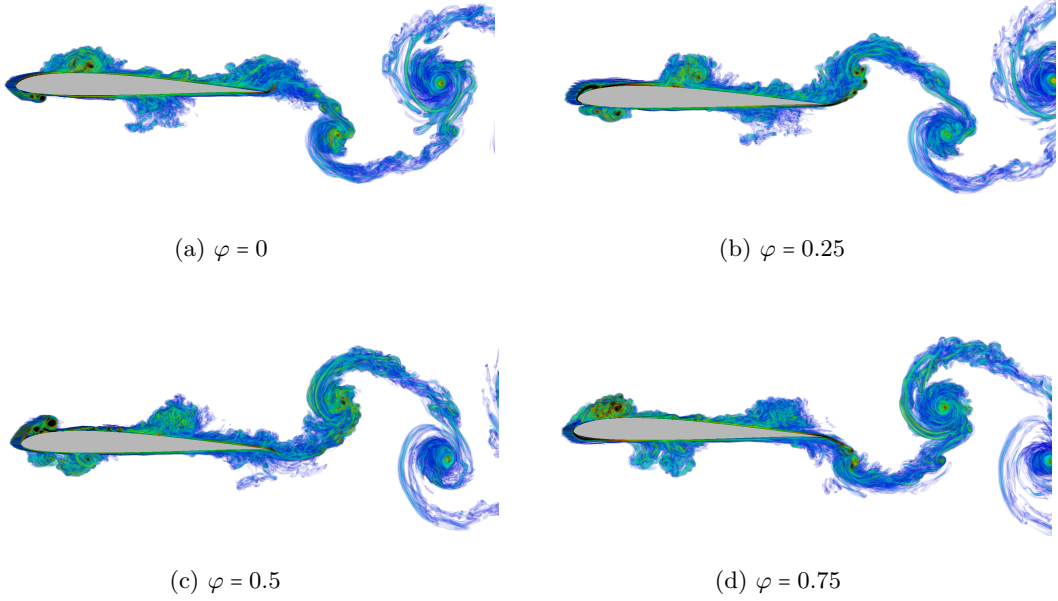 (a) φ = 0
(b) φ = 0.25
(c) φ = 0.5
(d) φ = 0.75